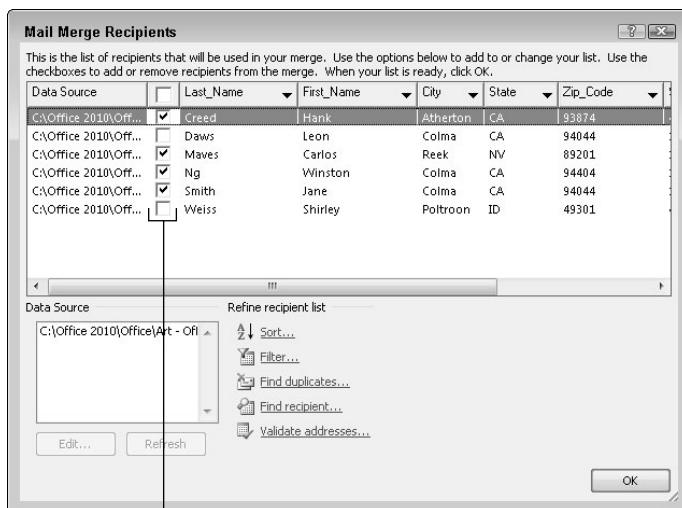 Mail Merge Recipients
This is the list of recipients that will be used in your merge. Use the options below to add to or change your list. Use the
checkboxes to add or remove recipients from the merge. When your list is ready, click OK.
Data Source Last_Name First_Name City State Zip_Code
C:\Office 2010\Off... Creed Hank Atherton CA 93874
C:\Office 2010\Off... Daws Leon Colma CA 94044
C:\Office 2010\Off... Maves Carlos Reek NV 89201
C:\Office 2010\Off... Ng Winston Colma CA 94404
C:\Office 2010\Off... Smith Jane Colma CA 94044
C:\Office 2010\Off... Weiss Shirley Poltroon ID 49301
Data Source
C:\Office 2010\Office\Art - Off
Edit...
Refresh
Refine recipient list
Sort...
Filter...
Find duplicates...
Find recipient...
Validate addresses...
OK